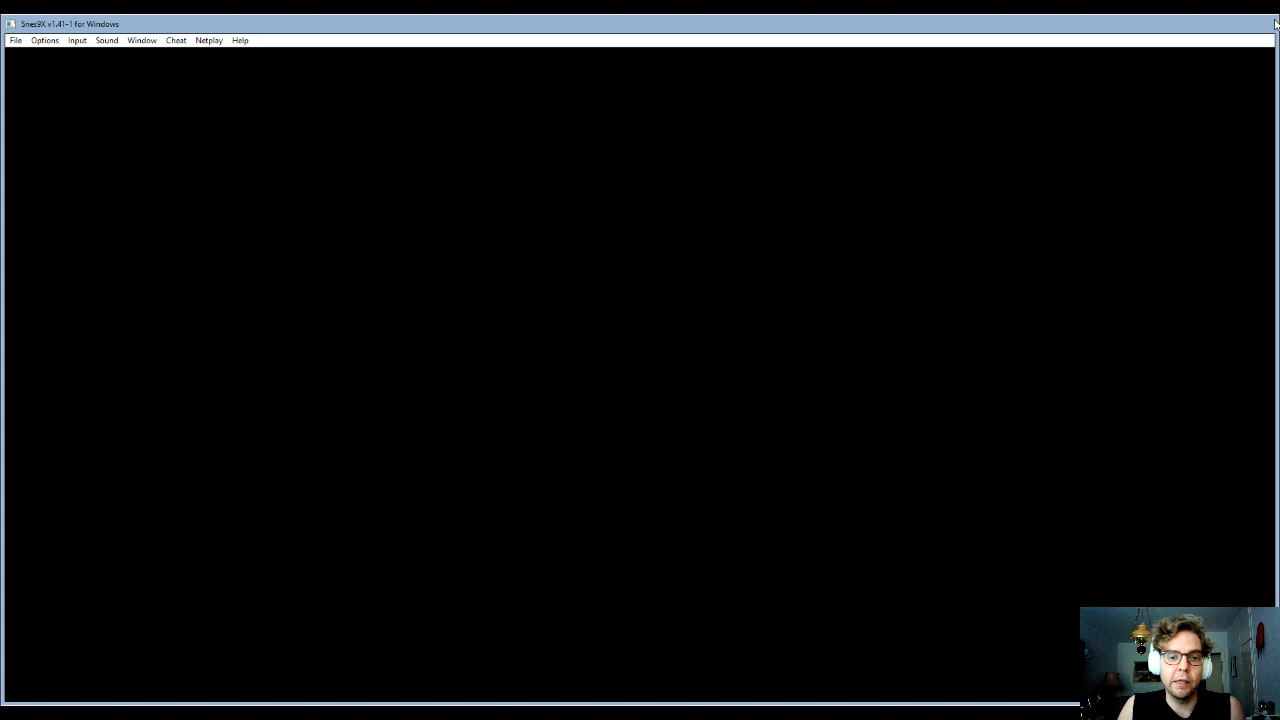 Snes9X v1.41-1 for Windows
File Options Input Sound Window Cheat Netplay Help